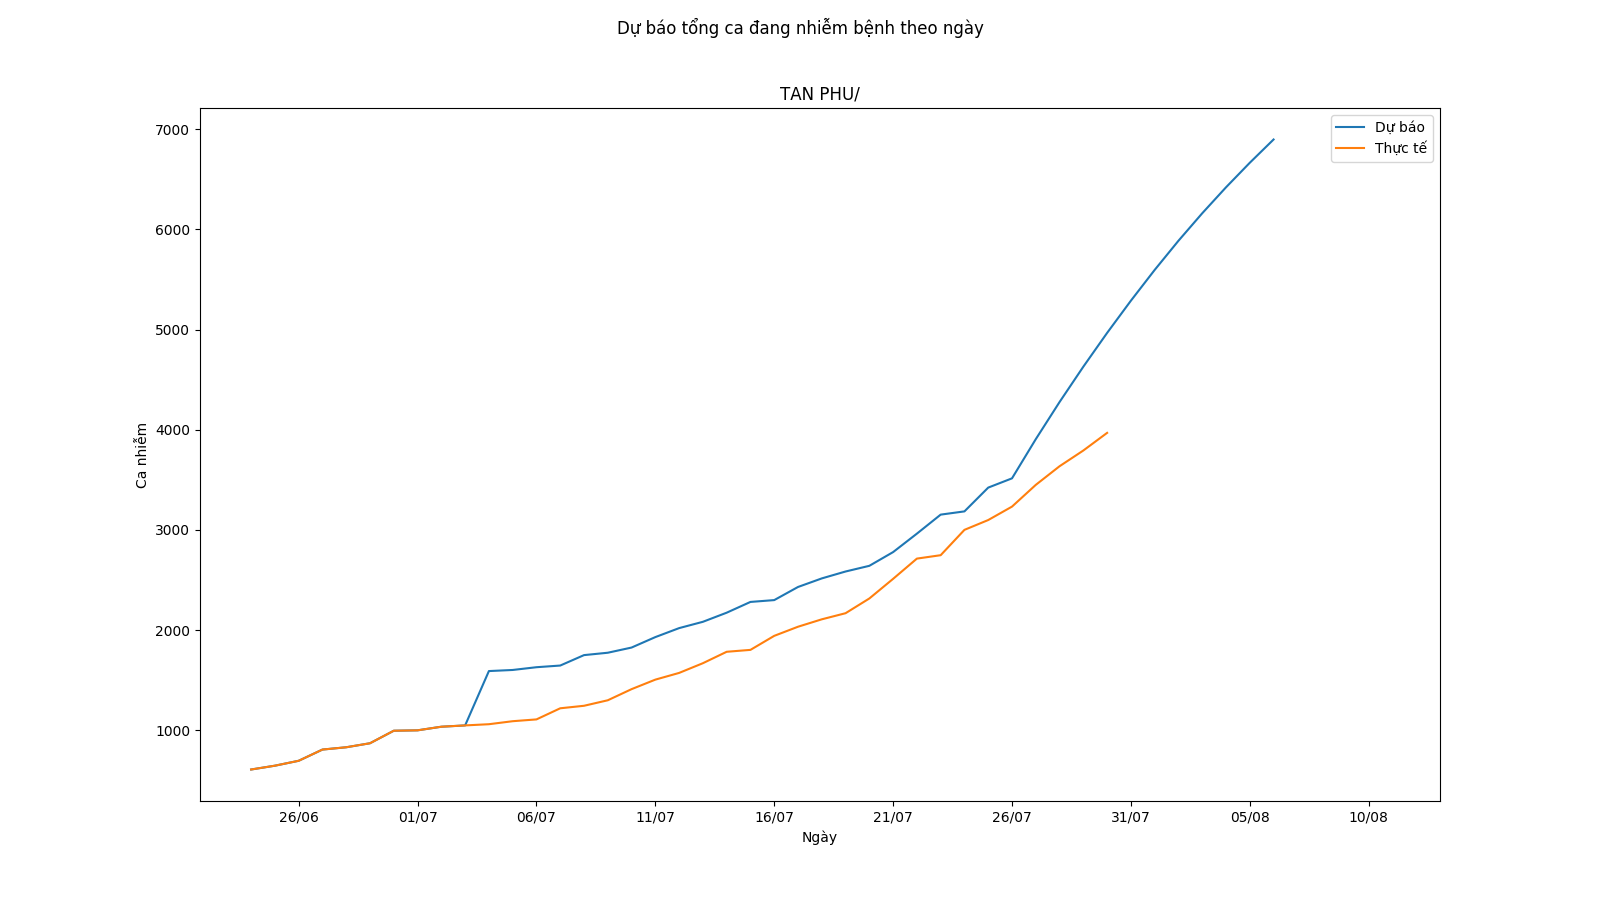 Dự báo tổng ca đang nhiễm bệnh theo ngày
TAN PHU/
Dự báo
Thực tế
7000
6000
5000
4000
3000
2000
1000
Ca nhiễm
26/06
01/07
06/07
11/07
16/07
21/07
26/07
31/07
05/08
10/08
Ngày